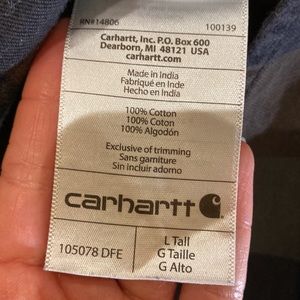 RN#14806 100139
Carhartt, Inc. P.O. Box 600
Dearborn, MI 48121 USA
carhartt.com
Made in India
Fabriqué en Inde
Hecho en India
100% Cotton
100% Coton
100% Algodón
Exclusive of trimming
Sans garniture
Sin incluir adorno
carhartt
105078 DFE
L Tall
G Taille
G Alto